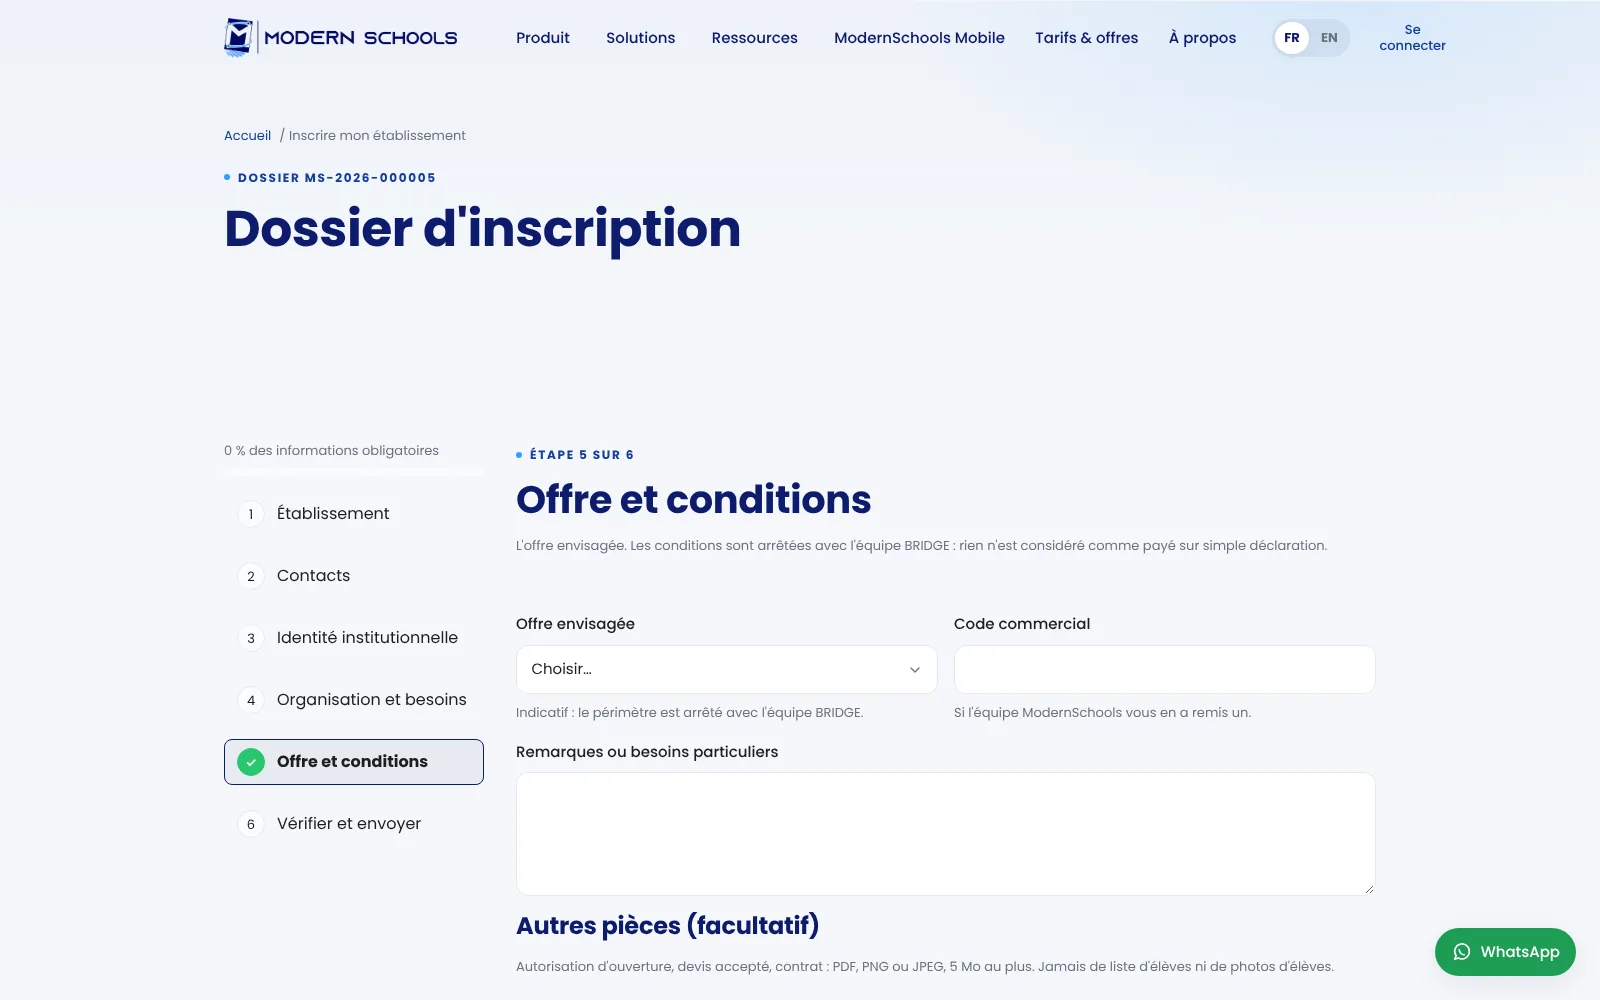 MODERN SCHOOLS
Produit
Solutions
Ressources
ModernSchools Mobile
Tarifs & offres
À propos
FR
EN
Se connecter
Accueil / Inscrire mon établissement
DOSSIER MS-2026-000005
Dossier d'inscription
0 % des informations obligatoires
1 Établissement
2 Contacts
3 Identité institutionnelle
4 Organisation et besoins
Offre et conditions
6 Vérifier et envoyer
ÉTAPE 5 SUR 6
Offre et conditions
L'offre envisagée. Les conditions sont arrêtées avec l'équipe BRIDGE : rien n'est considéré comme payé sur simple déclaration.
Offre envisagée
Choisir…
Indicatif : le périmètre est arrêté avec l'équipe BRIDGE.
Code commercial
Si l'équipe ModernSchools vous en a remis un.
Remarques ou besoins particuliers
Autres pièces (facultatif)
Autorisation d'ouverture, devis accepté, contrat : PDF, PNG ou JPEG, 5 Mo au plus. Jamais de liste d'élèves ni de photos d'élèves.
WhatsApp